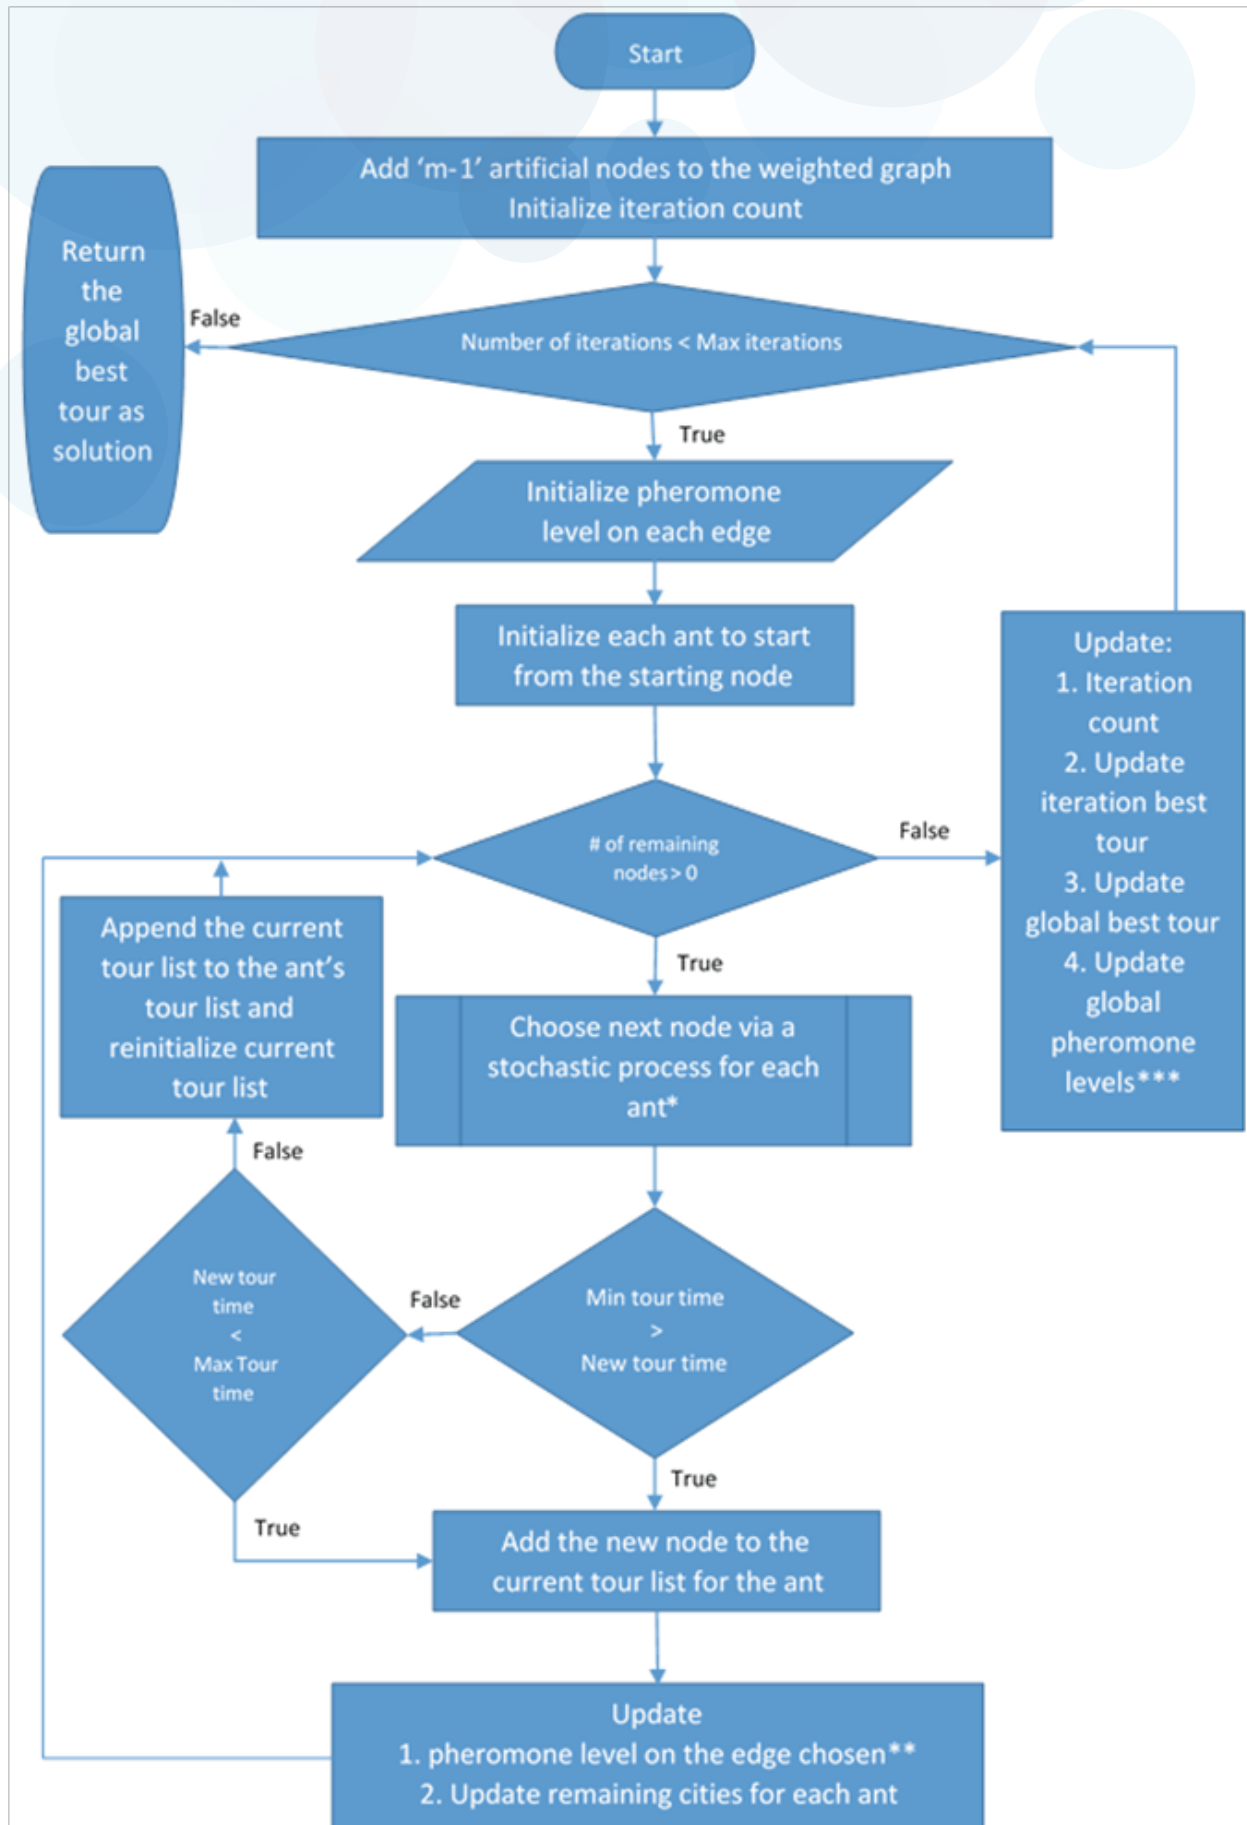 Start
Add ‘m-1’ artificial nodes to the weighted graph
Initialize iteration count
Return
the
global
best
tour as
solution
False
Number of iterations < Max iterations
True
Initialize pheromone
level on each edge
Initialize each ant to start
from the starting node
Update:
1. Iteration
count
2. Update
iteration best
tour
3. Update
global best tour
4. Update
global
pheromone
levels***
# of remaining
nodes > 0
False
True
Append the current
tour list to the ant’s
tour list and
reinitialize current
tour list
Choose next node via a
stochastic process for each
ant*
False
New tour
time
<
Max Tour
time
False
Min tour time
>
New tour time
True
True
Add the new node to the
current tour list for the ant
Update
1. pheromone level on the edge chosen**
2. Update remaining cities for each ant